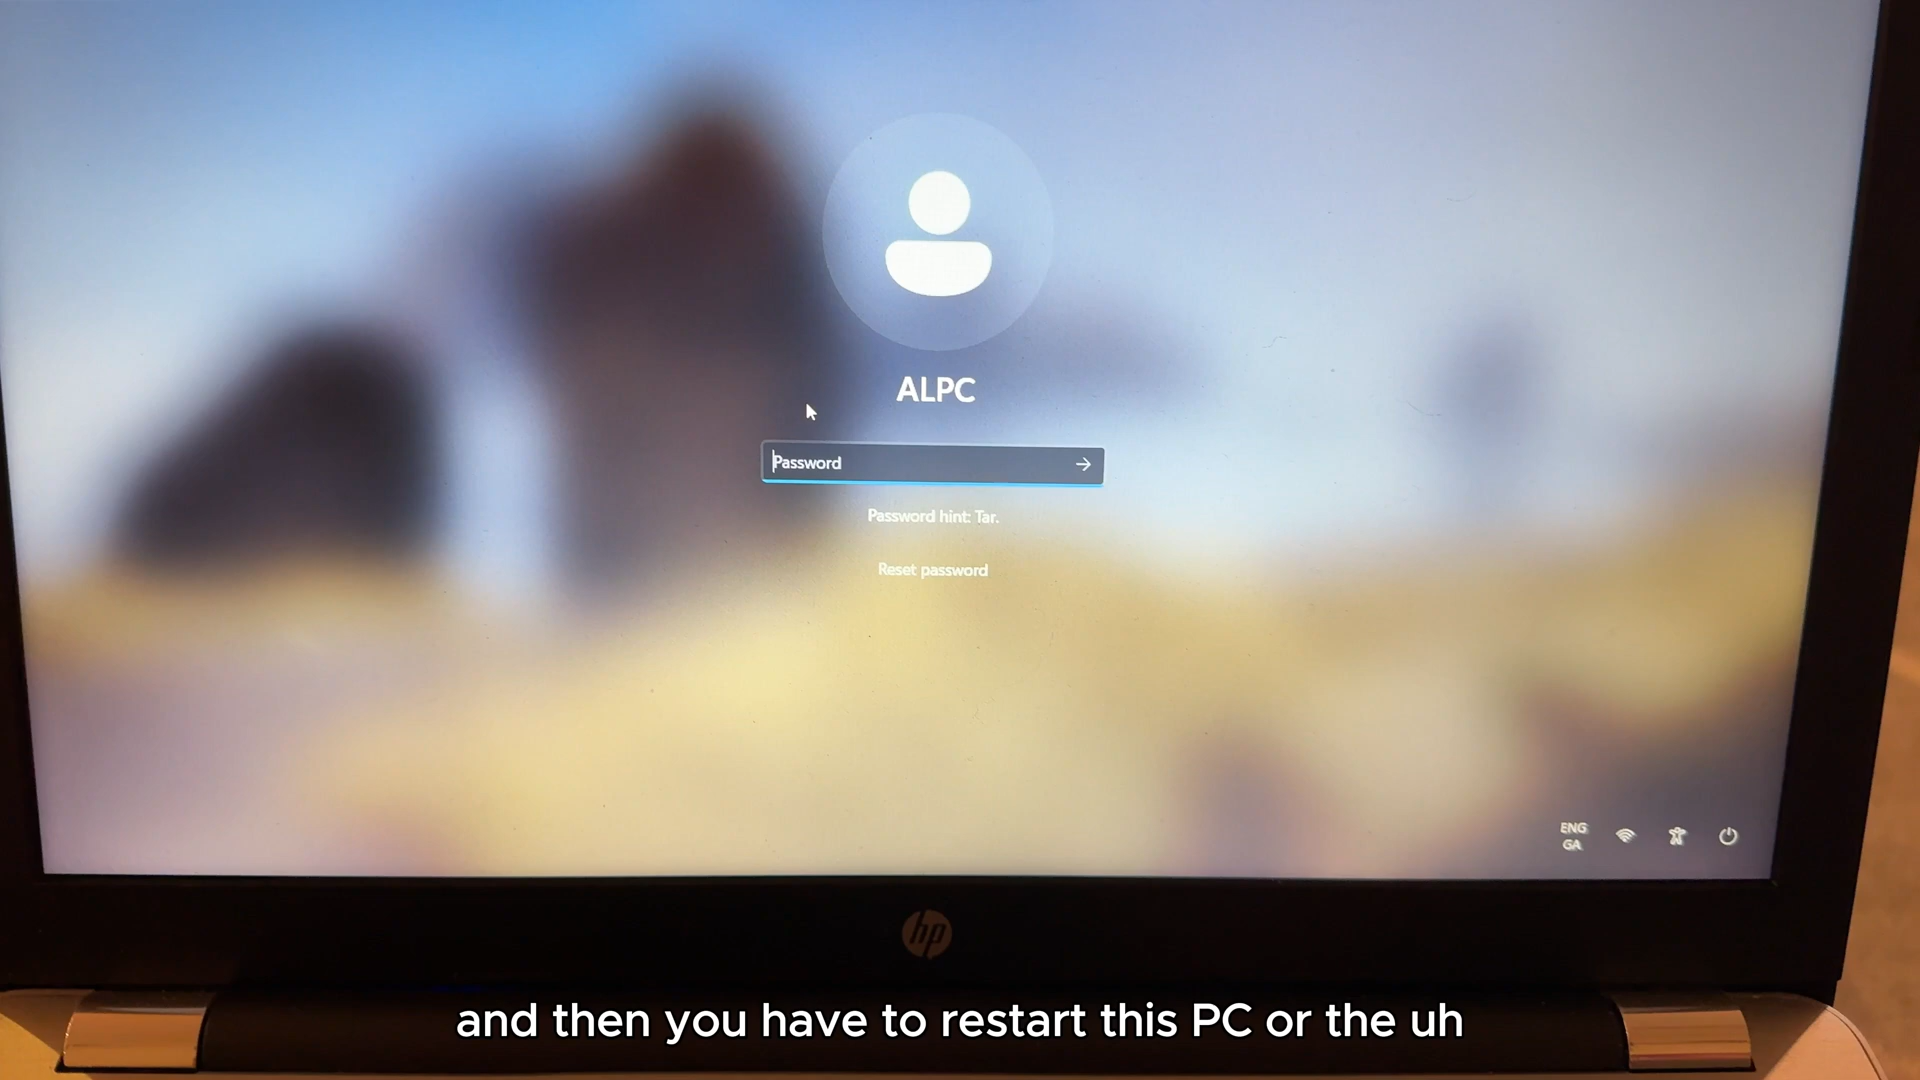 ALPC
Password
Password hint: Tar.
Reset password
ENG
GA
hp
and then you have to restart this PC or the uh